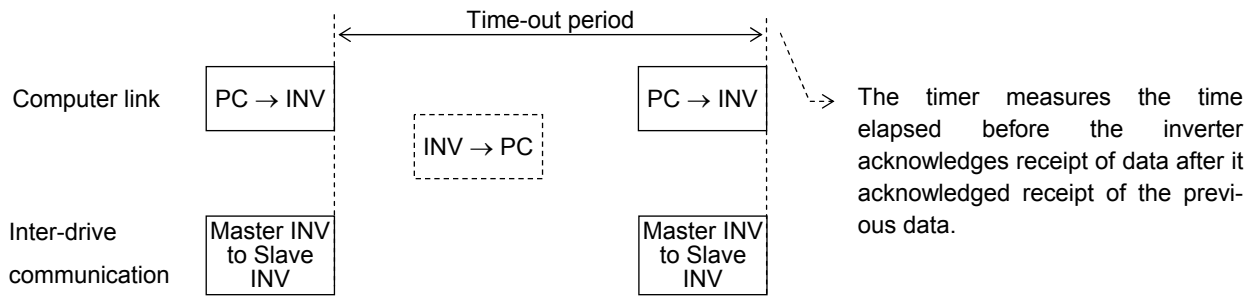 Time-out period
Computer link
PC → INV
PC → INV
INV → PC
The timer measures the time
elapsed before the inverter
acknowledges receipt of data after it
acknowledged receipt of the previ-
ous data.
Inter-drive
communication
Master INV
to Slave
INV
Master INV
to Slave
INV